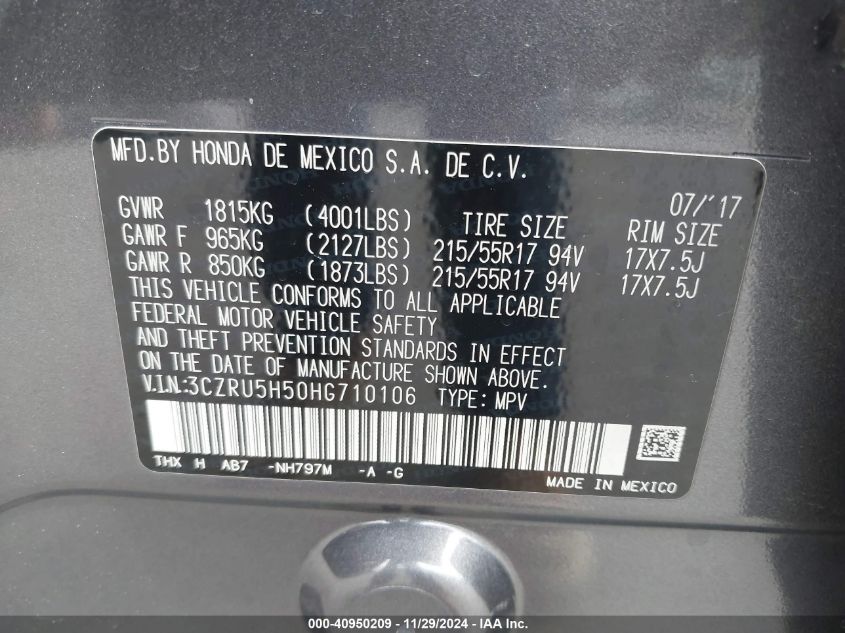 MFD.BY HONDA DE MEXICO S.A. DE C.V.
07/'17
GVWR 1815KG (4001LBS) TIRE SIZE RIM SIZE
GAWR F 965KG (2127LBS) 215/55R17 94V 17X7.5J
GAWR R 850KG (1873LBS) 215/55R17 94V 17X7.5J
THIS VEHICLE CONFORMS TO ALL APPLICABLE
FEDERAL MOTOR VEHICLE SAFETY
AND THEFT PREVENTION STANDARDS IN EFFECT
ON THE DATE OF MANUFACTURE SHOWN ABOVE.
V.I.N:3CZRU5H50HG710106 TYPE: MPV
THX H AB7 -NH797M -A -G
MADE IN MEXICO
000-40950209 - 11/29/2024 - IAA Inc.